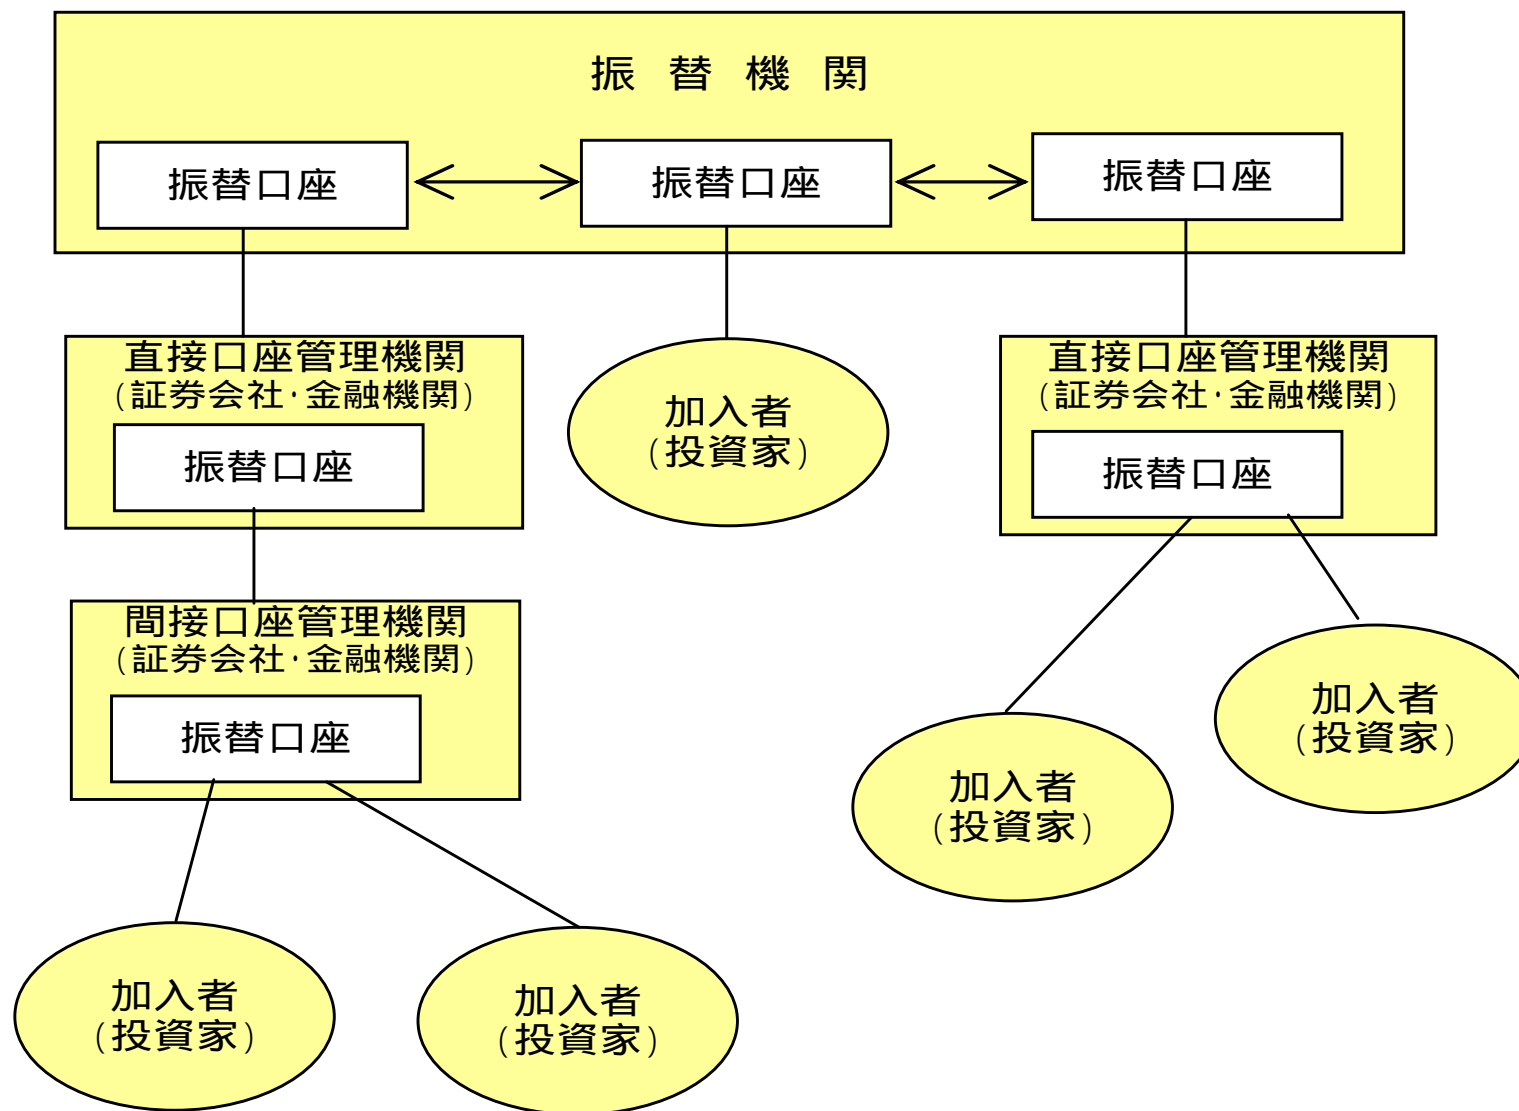 振替機関
振替口座
振替口座
振替口座
直接口座管理機関
(証券会社・金融機関)
振替口座
加入者
(投資家)
直接口座管理機関
(証券会社・金融機関)
振替口座
間接口座管理機関
(証券会社・金融機関)
振替口座
加入者
(投資家)
加入者
(投資家)
加入者
(投資家)
加入者
(投資家)